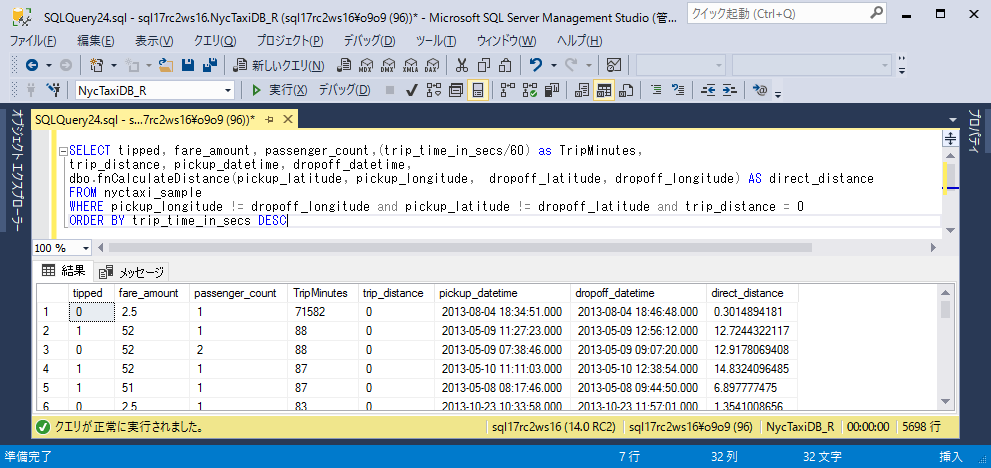 SQLQuery24.sql - sql17rc2ws16.NycTaxiDB_R (sql17rc2ws16¥o9o9 (96))* - Microsoft SQL Server Management Studio (管...
クイック起動 (Ctrl+Q)
ファイル(F) 編集(E) 表示(V) クエリ(Q) プロジェクト(P) デバッグ(D) ツール(T) ウィンドウ(W) ヘルプ(H)
新しいクエリ(N) MDX DMX XMLA DAX
NycTaxiDB_R 実行(X) デバッグ(D)
オブジェクト エクスプローラー
プロパティ
SQLQuery24.sql - s...7rc2ws16¥o9o9 (96))*
SELECT tipped, fare_amount, passenger_count,(trip_time_in_secs/60) as TripMinutes,
trip_distance, pickup_datetime, dropoff_datetime,
dbo.fnCalculateDistance(pickup_latitude, pickup_longitude, dropoff_latitude, dropoff_longitude) AS direct_distance
FROM nyctaxi_sample
WHERE pickup_longitude != dropoff_longitude and pickup_latitude != dropoff_latitude and trip_distance = 0
ORDER BY trip_time_in_secs DESC
100 %
結果 メッセージ
tipped fare_amount passenger_count TripMinutes trip_distance pickup_datetime dropoff_datetime direct_distance
1 0 2.5 1 71582 0 2013-08-04 18:34:51.000 2013-08-04 18:46:48.000 0.3014894181
2 1 52 1 88 0 2013-05-09 11:27:23.000 2013-05-09 12:56:12.000 12.7244322117
3 0 52 2 88 0 2013-05-09 07:38:46.000 2013-05-09 09:07:20.000 12.9178069408
4 1 52 1 87 0 2013-05-10 11:11:03.000 2013-05-10 12:38:54.000 14.8324096485
5 1 51 1 87 0 2013-05-08 08:17:46.000 2013-05-08 09:44:50.000 6.897777475
6 0 2.5 1 83 0 2013-10-23 10:33:58.000 2013-10-23 11:57:01.000 1.3541008656
クエリが正常に実行されました。 sql17rc2ws16 (14.0 RC2) sql17rc2ws16¥o9o9 (96) NycTaxiDB_R 00:00:00 5698 行
準備完了 7 行 32 列 32 文字 挿入